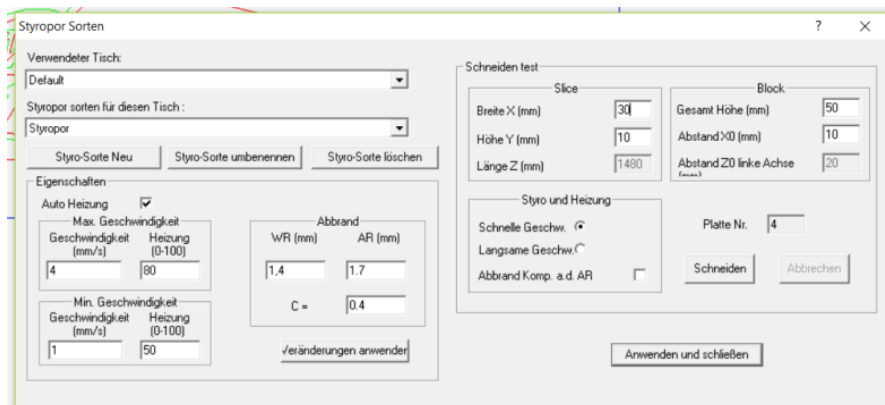 Styropor Sorten
?
Verwendeter Tisch:
Default
Styropor sorten für diesen Tisch :
Styropor
Styro-Sorte Neu
Styro-Sorte umbenennen
Styro-Sorte löschen
Eigenschaften
Auto Heizung
Max. Geschwindigkeit
Geschwindigkeit (mm/s)
Heizung (0-100)
4
80
Min. Geschwindigkeit
Geschwindigkeit (mm/s)
Heizung (0-100)
1
50
Abbrand
WR (mm)
AR (mm)
1.4
1.7
C =
0.4
Veränderungen anwenden
Schneiden test
Slice
Breite X (mm)
30
Höhe Y (mm)
10
Länge Z (mm)
1480
Block
Gesamt Höhe (mm)
50
Abstand X0 (mm)
10
Abstand Z0 linke Achse (mm)
20
Styro und Heizung
Schnelle Geschw.
Langsame Geschw.
Abbrand Komp. a.d. AR
Platte Nr.
4
Schneiden
Abbrechen
Anwenden und schließen